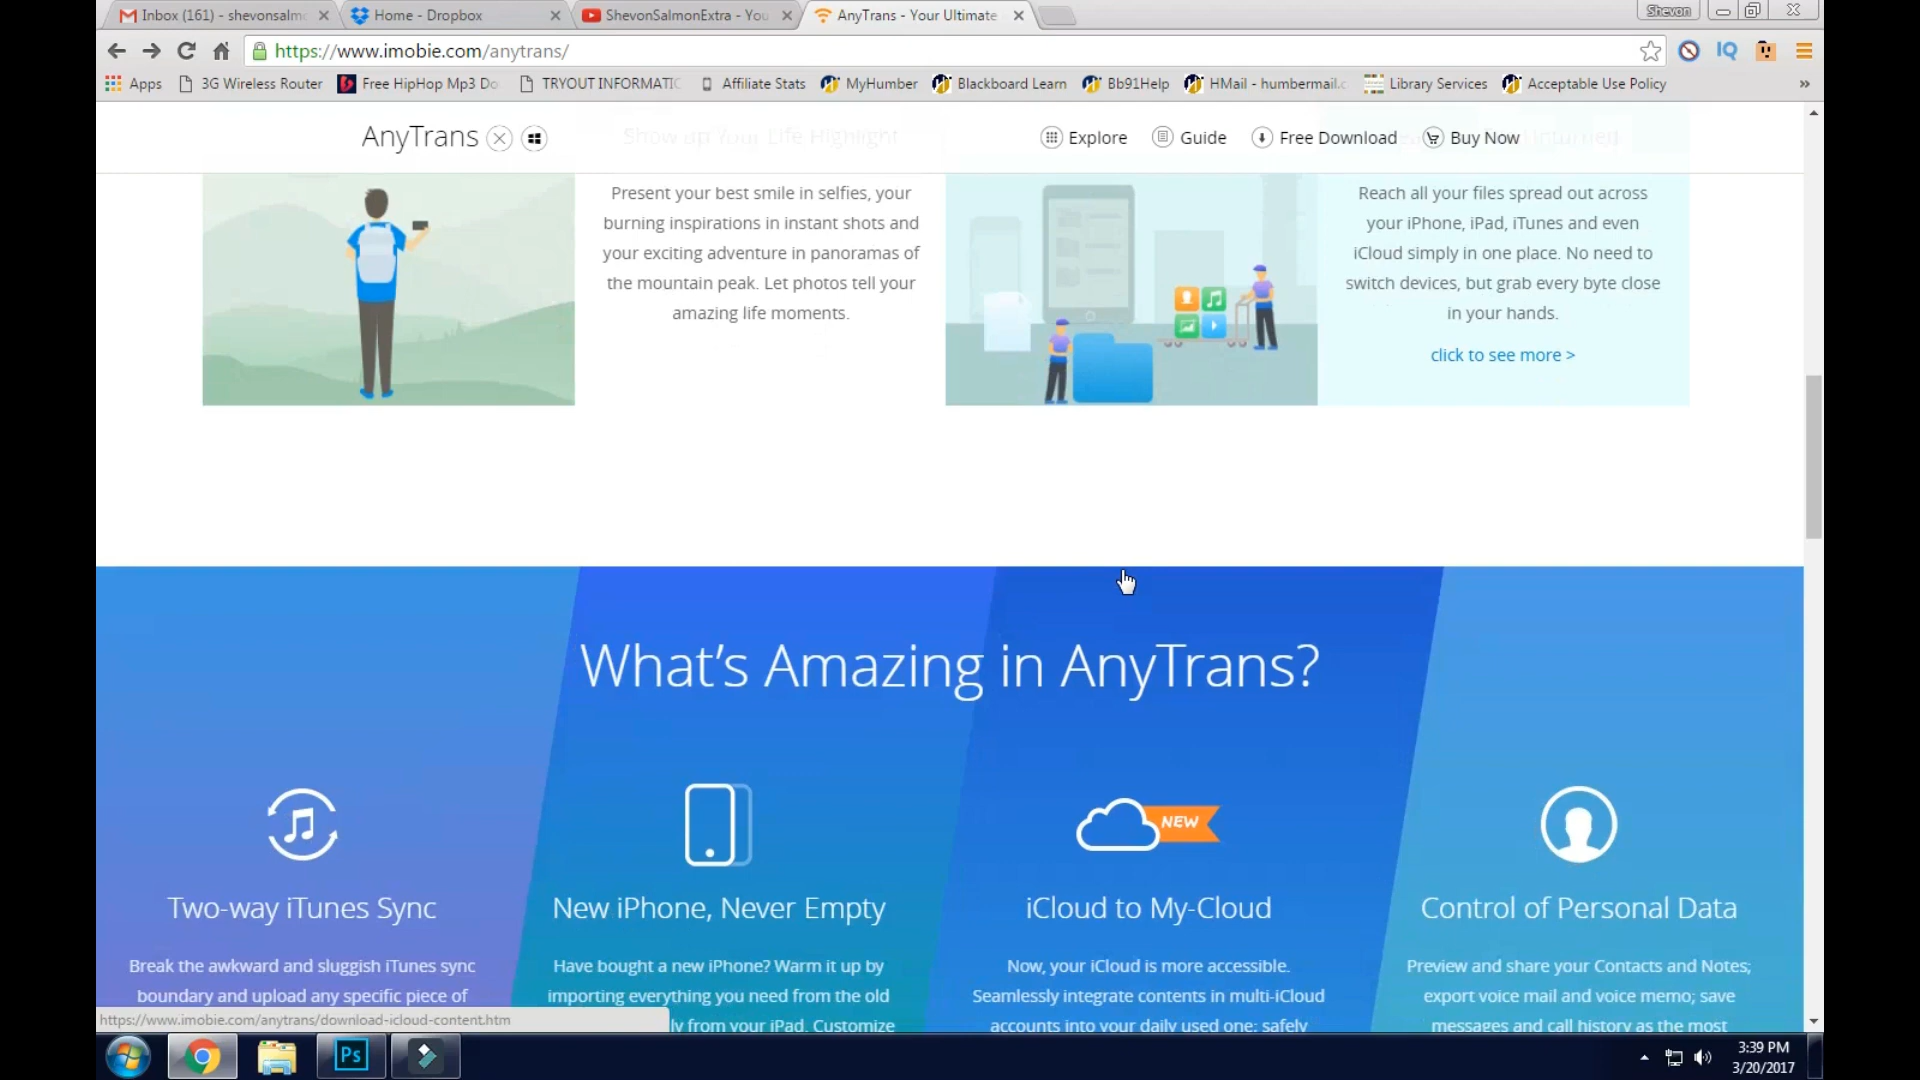 Inbox (161) - shevonsalm
Home - Dropbox
ShevonSalmonExtra - You
AnyTrans - Your Ultimate
Shevon
https://www.imobie.com/anytrans/
IQ
Apps
3G Wireless Router
Free HipHop Mp3 Do
TRYOUT INFORMATIC
Affiliate Stats
MyHumber
Blackboard Learn
Bb91Help
HMail - humbermail.c
Library Services
Acceptable Use Policy
»
AnyTrans
Show up Your Life Highlight
Explore
Guide
Free Download
Buy Now
Present your best smile in selfies, your
burning inspirations in instant shots and
your exciting adventure in panoramas of
the mountain peak. Let photos tell your
amazing life moments.
Reach all your files spread out across
your iPhone, iPad, iTunes and even
iCloud simply in one place. No need to
switch devices, but grab every byte close
in your hands.
click to see more >
What's Amazing in AnyTrans?
NEW
Two-way iTunes Sync
Break the awkward and sluggish iTunes sync
boundary and upload any specific piece of
New iPhone, Never Empty
Have bought a new iPhone? Warm it up by
importing everything you need from the old
ly from your iPad. Customize
iCloud to My-Cloud
Now, your iCloud is more accessible.
Seamlessly integrate contents in multi-iCloud
accounts into your daily used one; safely
Control of Personal Data
Preview and share your Contacts and Notes;
export voice mail and voice memo; save
messages and call history as the most
https://www.imobie.com/anytrans/download-icloud-content.htm
Ps
3:39 PM
3/20/2017